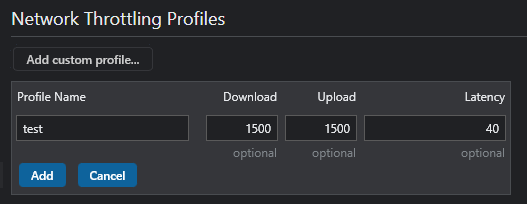 Network Throttling Profiles
Add custom profile...
Profile Name Download Upload Latency
test 1500 1500 40
optional optional optional
Add Cancel